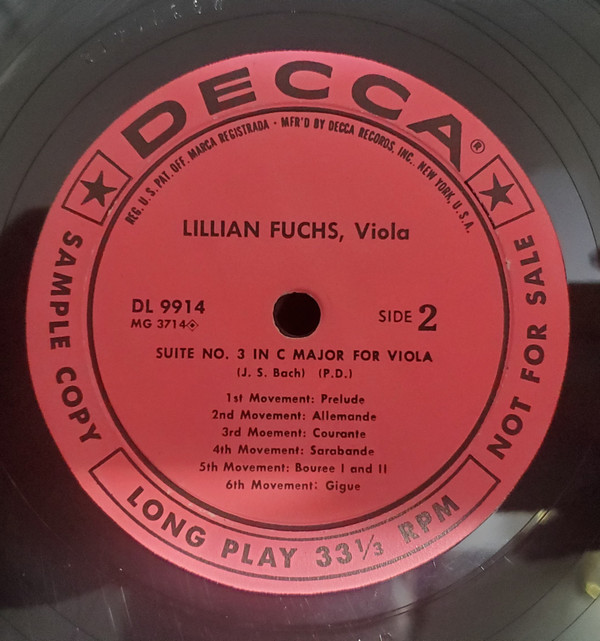 DECCA®
REG. U.S. PAT. OFF. MARCA REGISTRADA • MFR'D BY DECCA RECORDS, INC., NEW YORK, U.S.A.
LILLIAN FUCHS, Viola
DL 9914
MG 3714
SIDE 2
SUITE NO. 3 IN C MAJOR FOR VIOLA
(J. S. Bach) (P.D.)
1st Movement: Prelude
2nd Movement: Allemande
3rd Moement: Courante
4th Movement: Sarabande
5th Movement: Bouree I and II
6th Movement: Gigue
SAMPLE COPY
NOT FOR SALE
LONG PLAY 33⅓ RPM